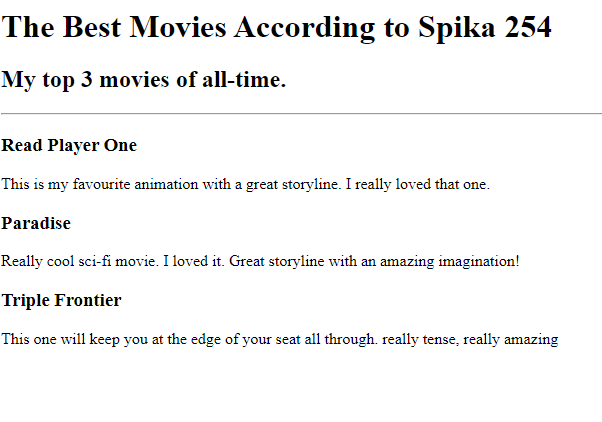 The Best Movies According to Spika 254
My top 3 movies of all-time.
Read Player One
This is my favourite animation with a great storyline. I really loved that one.
Paradise
Really cool sci-fi movie. I loved it. Great storyline with an amazing imagination!
Triple Frontier
This one will keep you at the edge of your seat all through. really tense, really amazing